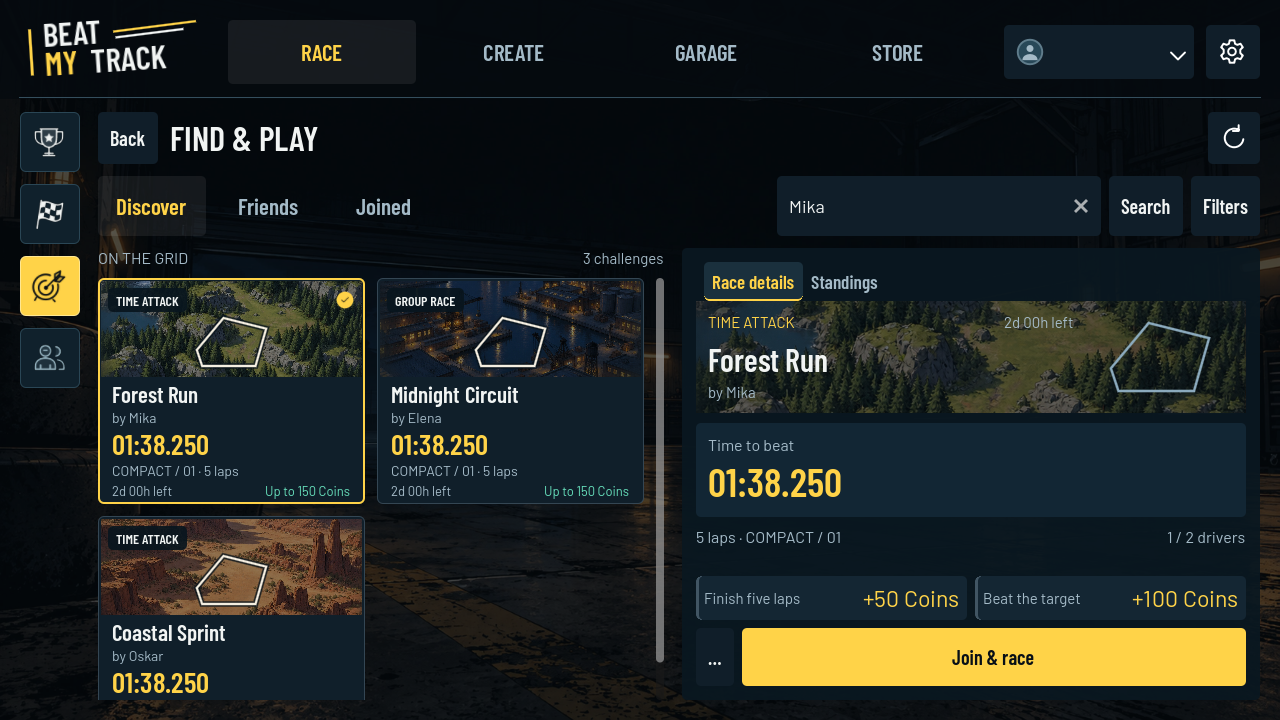 BEAT
MY TRACK
RACE
CREATE
GARAGE
STORE
Back
FIND & PLAY
Discover
Friends
Joined
Mika
Search
Filters
ON THE GRID
3 challenges
TIME ATTACK
Forest Run
by Mika
01:38.250
COMPACT / 01 · 5 laps
2d 00h left
Up to 150 Coins
GROUP RACE
Midnight Circuit
by Elena
01:38.250
COMPACT / 01 · 5 laps
2d 00h left
Up to 150 Coins
TIME ATTACK
Coastal Sprint
by Oskar
01:38.250
Race details
Standings
TIME ATTACK
2d 00h left
Forest Run
by Mika
Time to beat
01:38.250
5 laps · COMPACT / 01
1 / 2 drivers
Finish five laps
+50 Coins
Beat the target
+100 Coins
...
Join & race